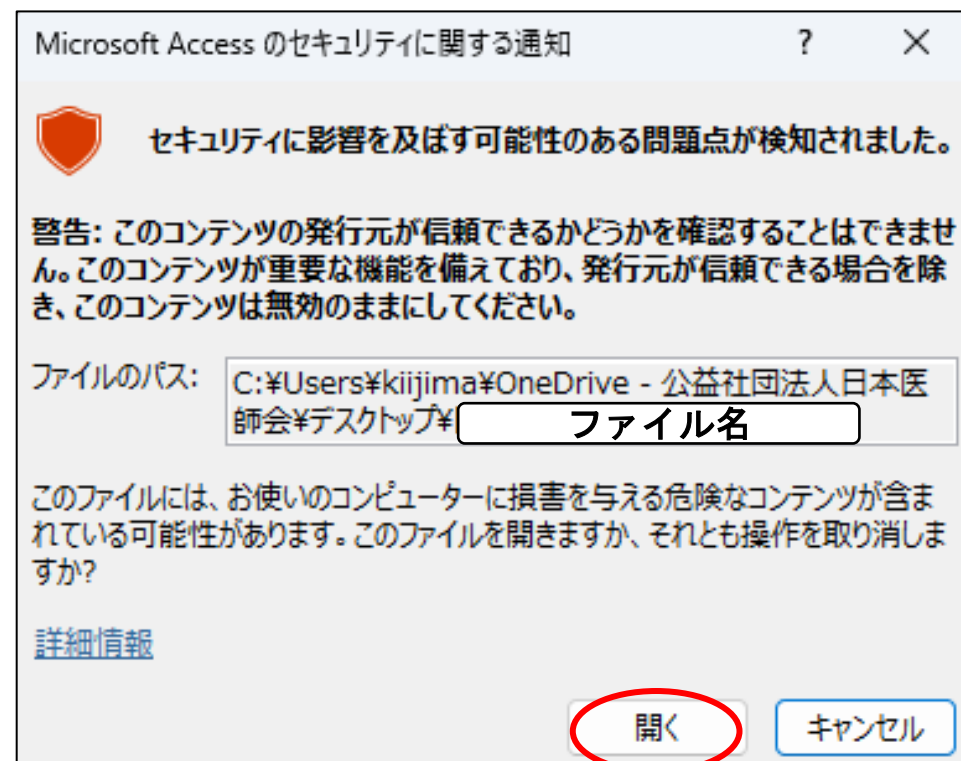 Microsoft Access のセキュリティに関する通知 ?
セキュリティに影響を及ぼす可能性のある問題点が検知されました。
警告: このコンテンツの発行元が信頼できるかどうかを確認することはできませ
ん。このコンテンツが重要な機能を備えており、発行元が信頼できる場合を除
き、このコンテンツは無効のままにしてください。
ファイルのパス: C:¥Users¥kiijima¥OneDrive - 公益社団法人日本医
師会¥デスクトップ¥ ファイル名
このファイルには、お使いのコンピューターに損害を与える危険なコンテンツが含ま
れている可能性があります。このファイルを開きますか、それとも操作を取り消しま
すか?
詳細情報
開く キャンセル